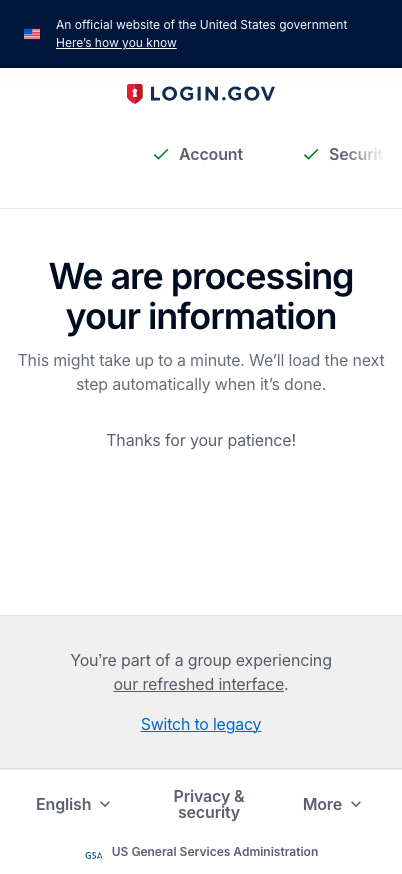 An official website of the United States government
Here’s how you know
LOGIN.GOV
Account
Securit
We are processing
your information
This might take up to a minute. We’ll load the next
step automatically when it’s done.
Thanks for your patience!
You’re part of a group experiencing
our refreshed interface.
Switch to legacy
English
Privacy &
security
More
GSA US General Services Administration